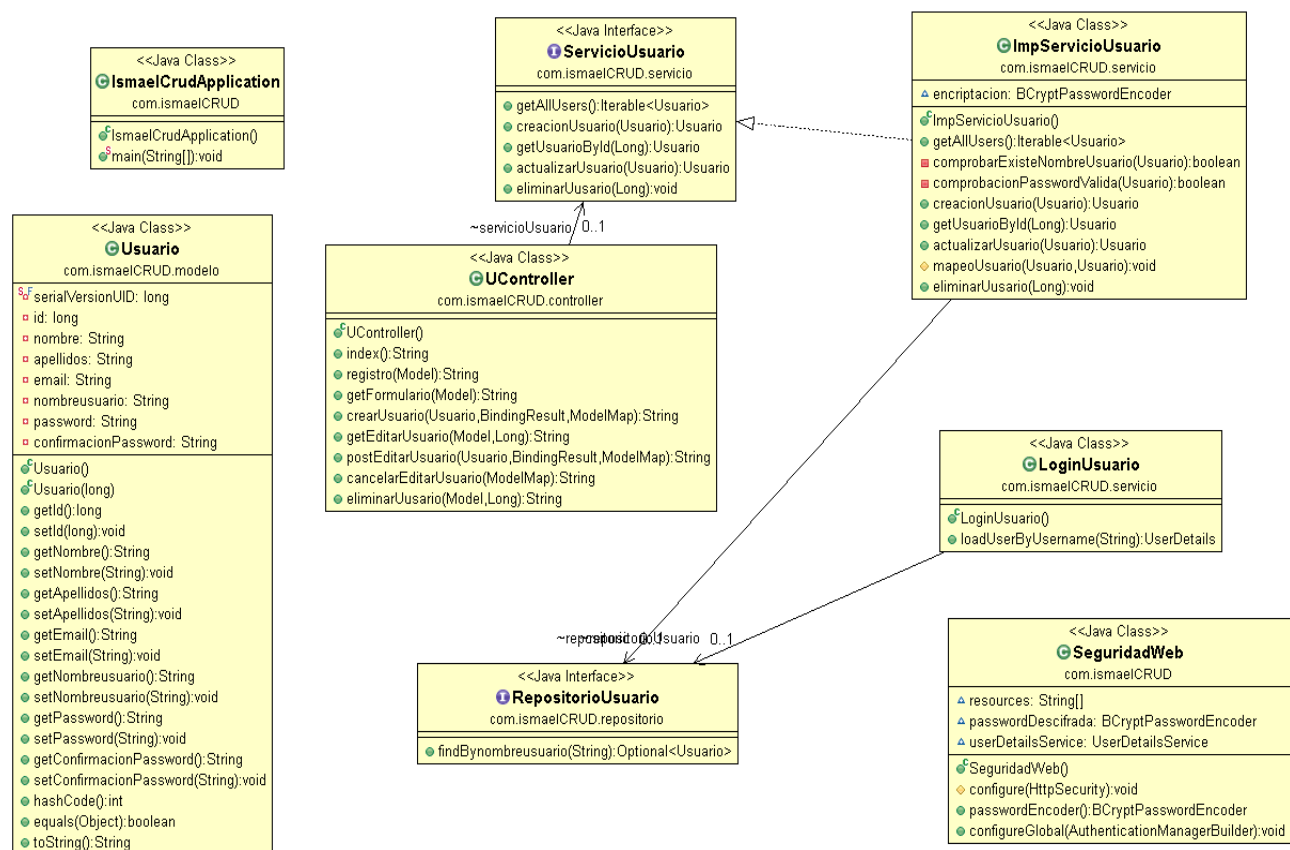 <<Java Class>>
IsmaelCrudApplication
com.ismaelCRUD
IsmaelCrudApplication()
main(String[]):void
<<Java Interface>>
ServicioUsuario
com.ismaelCRUD.servicio
getAllUsers():Iterable<Usuario>
creacionUsuario(Usuario):Usuario
getUsuarioById(Long):Usuario
actualizarUsuario(Usuario):Usuario
eliminarUusario(Long):void
<<Java Class>>
ImpServicioUsuario
com.ismaelCRUD.servicio
encriptacion: BCryptPasswordEncoder
ImpServicioUsuario()
getAllUsers():Iterable<Usuario>
comprobarExisteNombreUsuario(Usuario):boolean
comprobacionPasswordValida(Usuario):boolean
creacionUsuario(Usuario):Usuario
getUsuarioById(Long):Usuario
actualizarUsuario(Usuario):Usuario
mapeoUsuario(Usuario,Usuario):void
eliminarUusario(Long):void
<<Java Class>>
Usuario
com.ismaelCRUD.modelo
serialVersionUID: long
id: long
nombre: String
apellidos: String
email: String
nombreusuario: String
password: String
confirmacionPassword: String
Usuario()
Usuario(long)
getId():long
setId(long):void
getNombre():String
setNombre(String):void
getApellidos():String
setApellidos(String):void
getEmail():String
setEmail(String):void
getNombreusuario():String
setNombreusuario(String):void
getPassword():String
setPassword(String):void
getConfirmacionPassword():String
setConfirmacionPassword(String):void
hashCode():int
equals(Object):boolean
toString():String
~servicioUsuario 0..1
<<Java Class>>
UController
com.ismaelCRUD.controller
UController()
index():String
registro(Model):String
getFormulario(Model):String
crearUsuario(Usuario,BindingResult,ModelMap):String
getEditarUsuario(Model,Long):String
postEditarUsuario(Usuario,BindingResult,ModelMap):String
cancelarEditarUsuario(ModelMap):String
eliminarUusario(Model,Long):String
<<Java Class>>
LoginUsuario
com.ismaelCRUD.servicio
LoginUsuario()
loadUserByUsername(String):UserDetails
0..1
<<Java Interface>>
RepositorioUsuario
com.ismaelCRUD.repositorio
findBynombreusuario(String):Optional<Usuario>
<<Java Class>>
SeguridadWeb
com.ismaelCRUD
resources: String[]
passwordDescifrada: BCryptPasswordEncoder
userDetailsService: UserDetailsService
SeguridadWeb()
configure(HttpSecurity):void
passwordEncoder():BCryptPasswordEncoder
configureGlobal(AuthenticationManagerBuilder):void